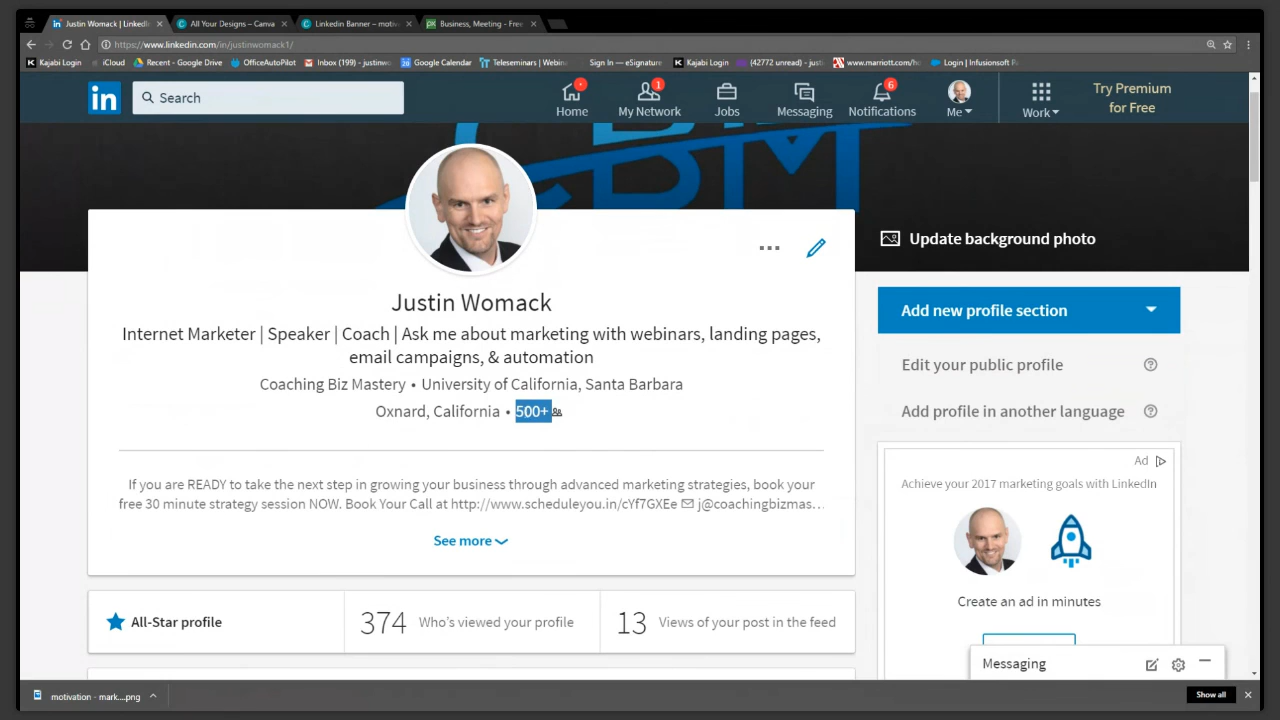 Justin Womack | LinkedI
All Your Designs – Canva
Linkedin Banner – motiv
Business, Meeting - Free
https://www.linkedin.com/in/justinwomack1/
Kajabi Login
iCloud
Recent - Google Drive
OfficeAutoPilot
Inbox (199) - justinwo
Google Calendar
Teleseminars | Webin
Sign In — eSignature
Kajabi Login
(42772 unread) - justi
www.marriott.com/ho
Login | Infusionsoft
in
Search
Home
1
My Network
Jobs
Messaging
6
Notifications
Me
Work
Try Premium
for Free
Update background photo
Justin Womack
Internet Marketer | Speaker | Coach | Ask me about marketing with webinars, landing pages,
email campaigns, & automation
Coaching Biz Mastery • University of California, Santa Barbara
Oxnard, California • 500+
If you are READY to take the next step in growing your business through advanced marketing strategies, book your
free 30 minute strategy session NOW. Book Your Call at http://www.scheduleyou.in/cYf7GXEe ✉ j@coachingbizmas…
See more
All-Star profile
374 Who's viewed your profile
13 Views of your post in the feed
Add new profile section
Edit your public profile
Add profile in another language
Ad
Achieve your 2017 marketing goals with LinkedIn
Create an ad in minutes
Messaging
motivation - mark....png
Show all